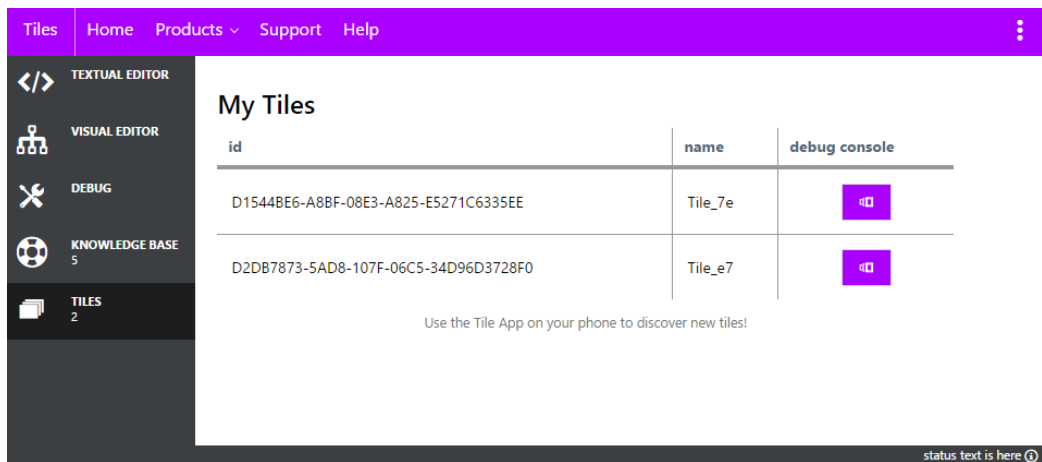 Tiles Home Products Support Help
TEXTUAL EDITOR
VISUAL EDITOR
DEBUG
KNOWLEDGE BASE
5
TILES
2
My Tiles
id name debug console
D1544BE6-A8BF-08E3-A825-E5271C6335EE Tile_7e
D2DB7873-5AD8-107F-06C5-34D96D3728F0 Tile_e7
Use the Tile App on your phone to discover new tiles!
status text is here